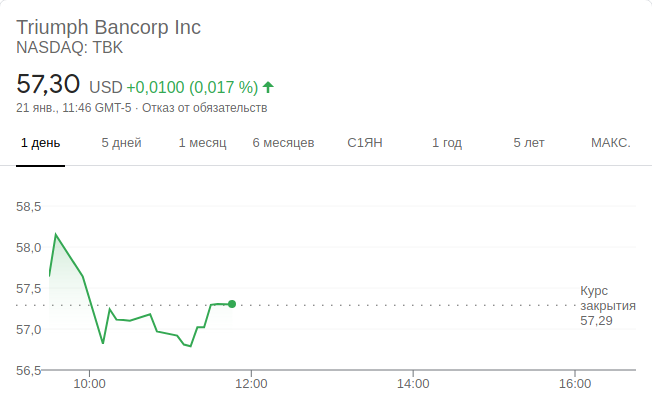 Triumph Bancorp Inc
NASDAQ: TBK
57,30 USD +0,0100 (0,017 %)
21 янв., 11:46 GMT-5 · Отказ от обязательств
1 день 5 дней 1 месяц 6 месяцев С1ЯН 1 год 5 лет МАКС.
58,5
58,0
57,5
57,0
56,5
Курс
закрытия
57,29
10:00 12:00 14:00 16:00